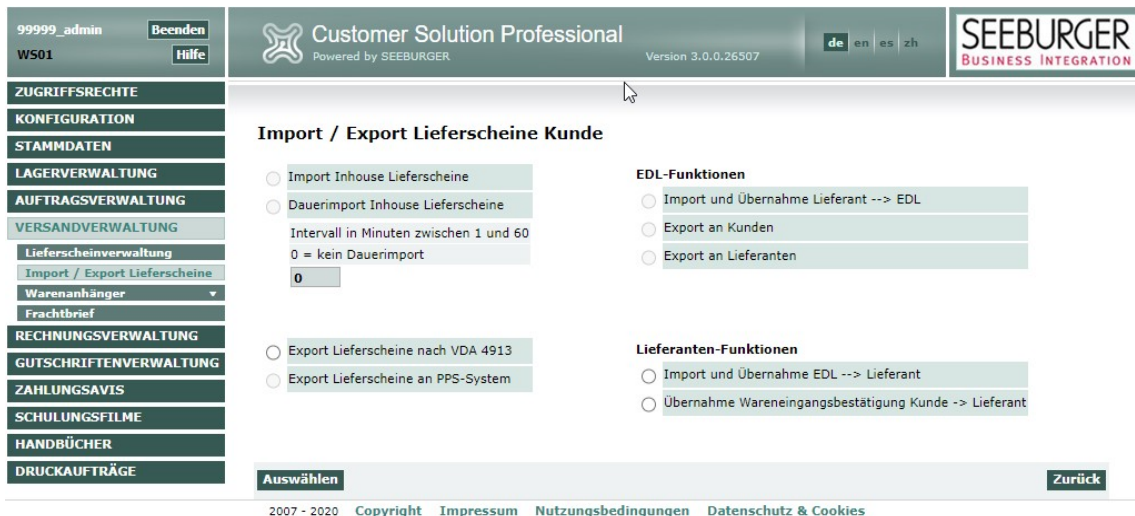 99999_admin
Beenden
WS01
Hilfe
Customer Solution Professional
Powered by SEEBURGER
Version 3.0.0.26507
de en es zh
SEEBURGER
BUSINESS INTEGRATION
ZUGRIFFSRECHTE
KONFIGURATION
STAMMDATEN
LAGERVERWALTUNG
AUFTRAGSVERWALTUNG
VERSANDVERWALTUNG
Lieferscheinverwaltung
Import / Export Lieferscheine
Warenanhänger
Frachtbrief
RECHNUNGSVERWALTUNG
GUTSCHRIFTENVERWALTUNG
ZAHLUNGSAVIS
SCHULUNGSFILME
HANDBÜCHER
DRUCKAUFTRÄGE
Import / Export Lieferscheine Kunde
Import Inhouse Lieferscheine
Dauerimport Inhouse Lieferscheine
Intervall in Minuten zwischen 1 und 60
0 = kein Dauerimport
0
Export Lieferscheine nach VDA 4913
Export Lieferscheine an PPS-System
EDL-Funktionen
Import und Übernahme Lieferant --> EDL
Export an Kunden
Export an Lieferanten
Lieferanten-Funktionen
Import und Übernahme EDL --> Lieferant
Übernahme Wareneingangsbestätigung Kunde -> Lieferant
Auswählen
Zurück
2007 - 2020 Copyright Impressum Nutzungsbedingungen Datenschutz & Cookies